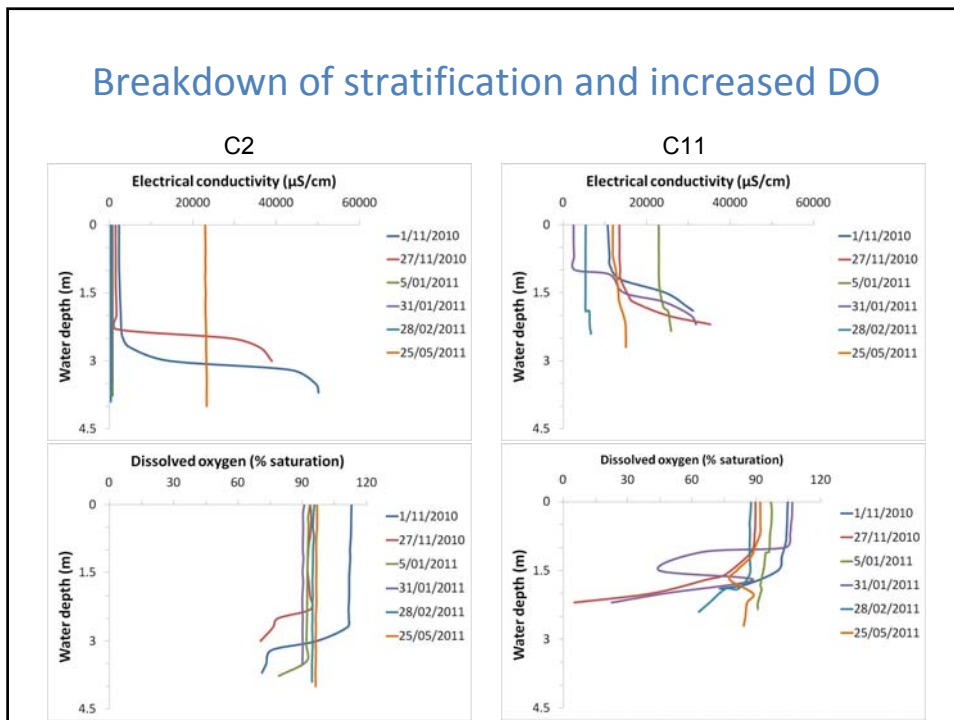 Breakdown of stratification and increased DO
C2
Electrical conductivity (µS/cm)
0 20000 40000 60000
0
1.5
3
4.5
Water depth (m)
1/11/2010
27/11/2010
5/01/2011
31/01/2011
28/02/2011
25/05/2011
C11
Electrical conductivity (µS/cm)
0 20000 40000 60000
0
1.5
3
4.5
Water depth (m)
1/11/2010
27/11/2010
5/01/2011
31/01/2011
28/02/2011
25/05/2011
Dissolved oxygen (% saturation)
0 30 60 90 120
0
1.5
3
4.5
Water depth (m)
1/11/2010
27/11/2010
5/01/2011
31/01/2011
28/02/2011
25/05/2011
Dissolved oxygen (% saturation)
0 30 60 90 120
0
1.5
3
4.5
Water depth (m)
1/11/2010
27/11/2010
5/01/2011
31/01/2011
28/02/2011
25/05/2011